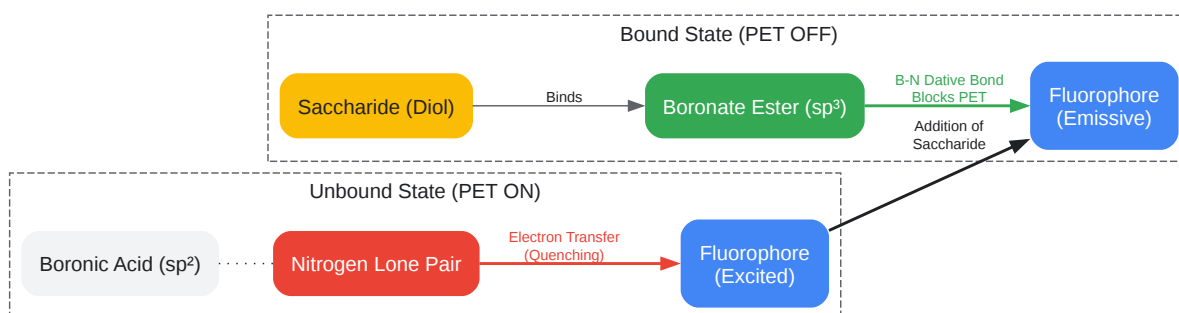 Bound State (PET OFF)
Saccharide (Diol)
Binds
Boronate Ester (sp³)
B-N Dative Bond
Blocks PET
Fluorophore
(Emissive)
Addition of
Saccharide
Unbound State (PET ON)
Boronic Acid (sp²)
Nitrogen Lone Pair
Electron Transfer
(Quenching)
Fluorophore
(Excited)